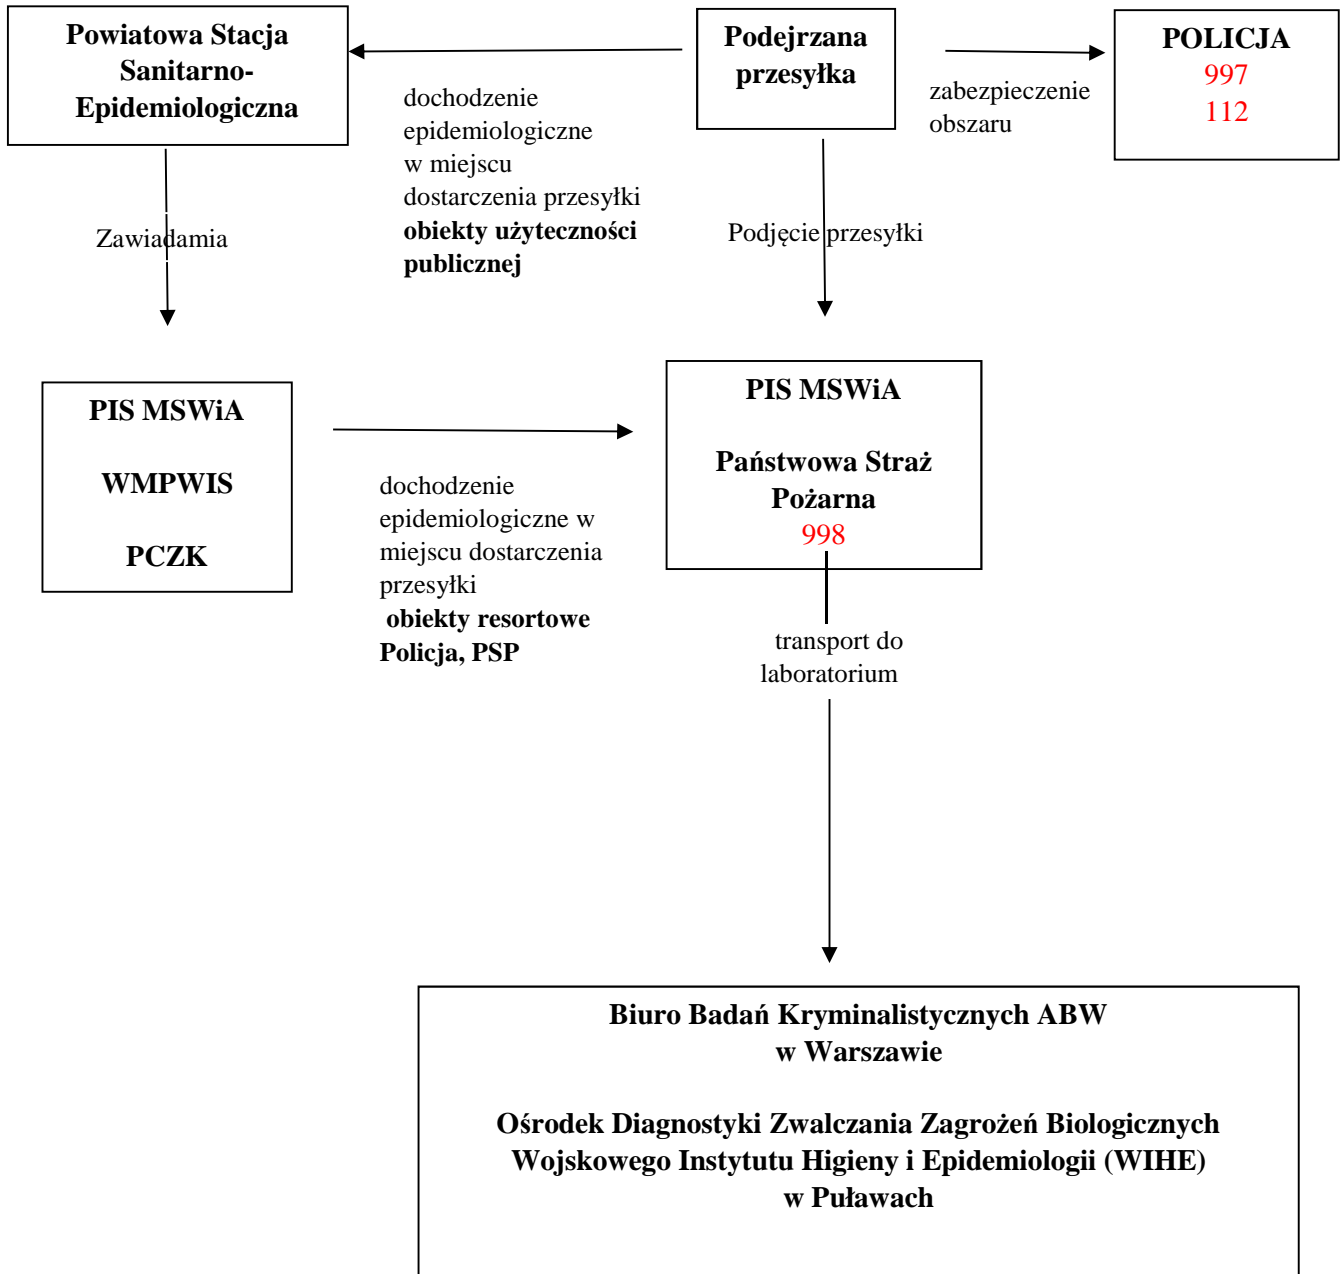 Powiatowa Stacja
Sanitarno-
Epidemiologiczna
Podejrzana
przesyłka
POLICJA
997
112
dochodzenie
epidemiologiczne
w miejscu
dostarczenia przesyłki
obiekty użyteczności
publicznej
zabezpieczenie
obszaru
Zawiadamia
Podjęcie przesyłki
PIS MSWiA
WMPWIS
PCZK
dochodzenie
epidemiologiczne w
miejscu dostarczenia
przesyłki
obiekty resortowe
Policja, PSP
PIS MSWiA
Państwowa Straż
Pożarna
998
transport do
laboratorium
Biuro Badań Kryminalistycznych ABW
w Warszawie
Ośrodek Diagnostyki Zwalczania Zagrożeń Biologicznych
Wojskowego Instytutu Higieny i Epidemiologii (WIHE)
w Puławach